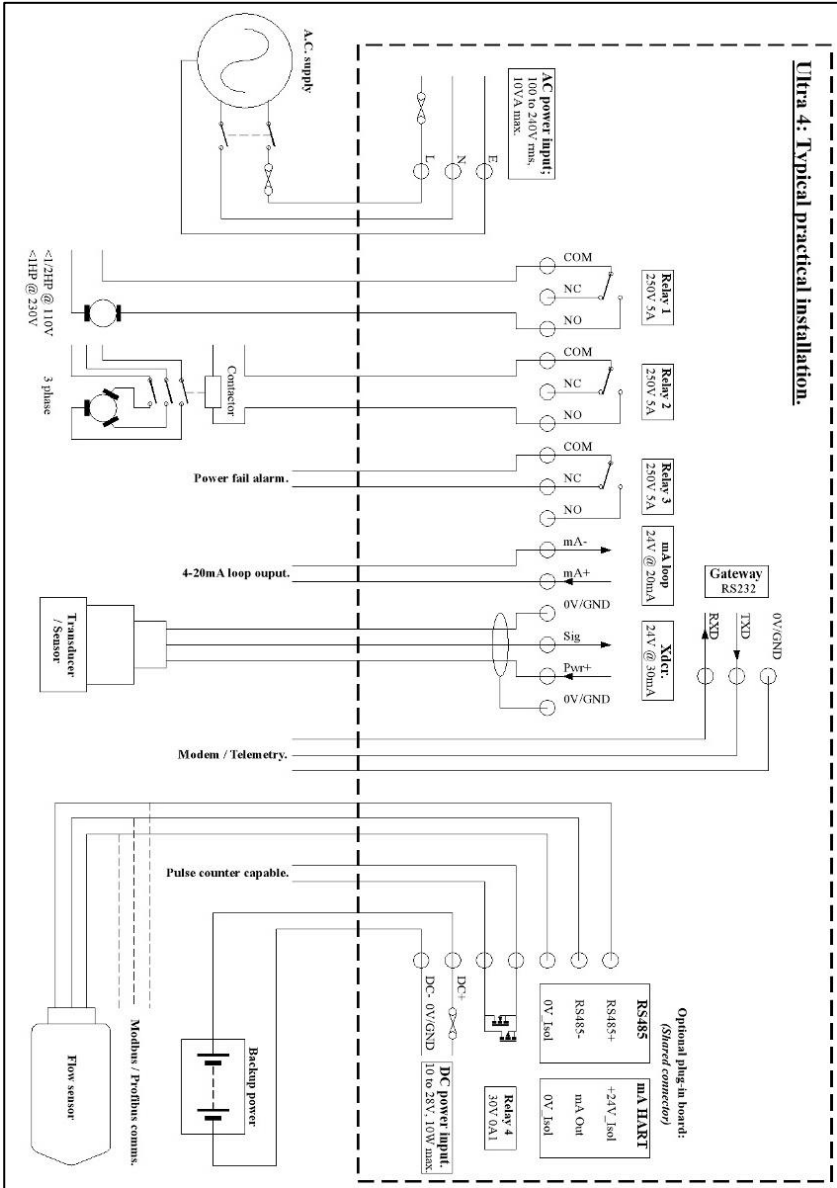 Ultra 4: Typical practical installation.
A.C. supply
AC power input;
100 to 240V rms,
10VA max.
L
N
E
Relay 1
250V 5A
COM
NC
NO
<1/2HP @ 110V
<1HP @ 230V
Relay 2
250V 5A
COM
NC
NO
Contactor
3 phase
Relay 3
250V 5A
COM
NC
NO
Power fail alarm.
mA loop
24V @ 20mA
mA-
mA+
4-20mA loop ouput.
Xdcr.
24V @ 30mA
0V/GND
Sig
Pwr+
0V/GND
Transducer
/ Sensor
Gateway
RS232
RXD
TXD
0V/GND
Modem / Telemetry.
Optional plug-in board:
(Shared connector)
RS485
RS485+
RS485-
0V_Isol
mA HART
+24V_Isol
mA Out
0V_Isol
Relay 4
30V 0A1
Pulse counter capable.
DC power input.
10 to 28V, 10W max.
DC+
DC- 0V/GND
Backup power
Modbus / Profibus comms.
Flow sensor